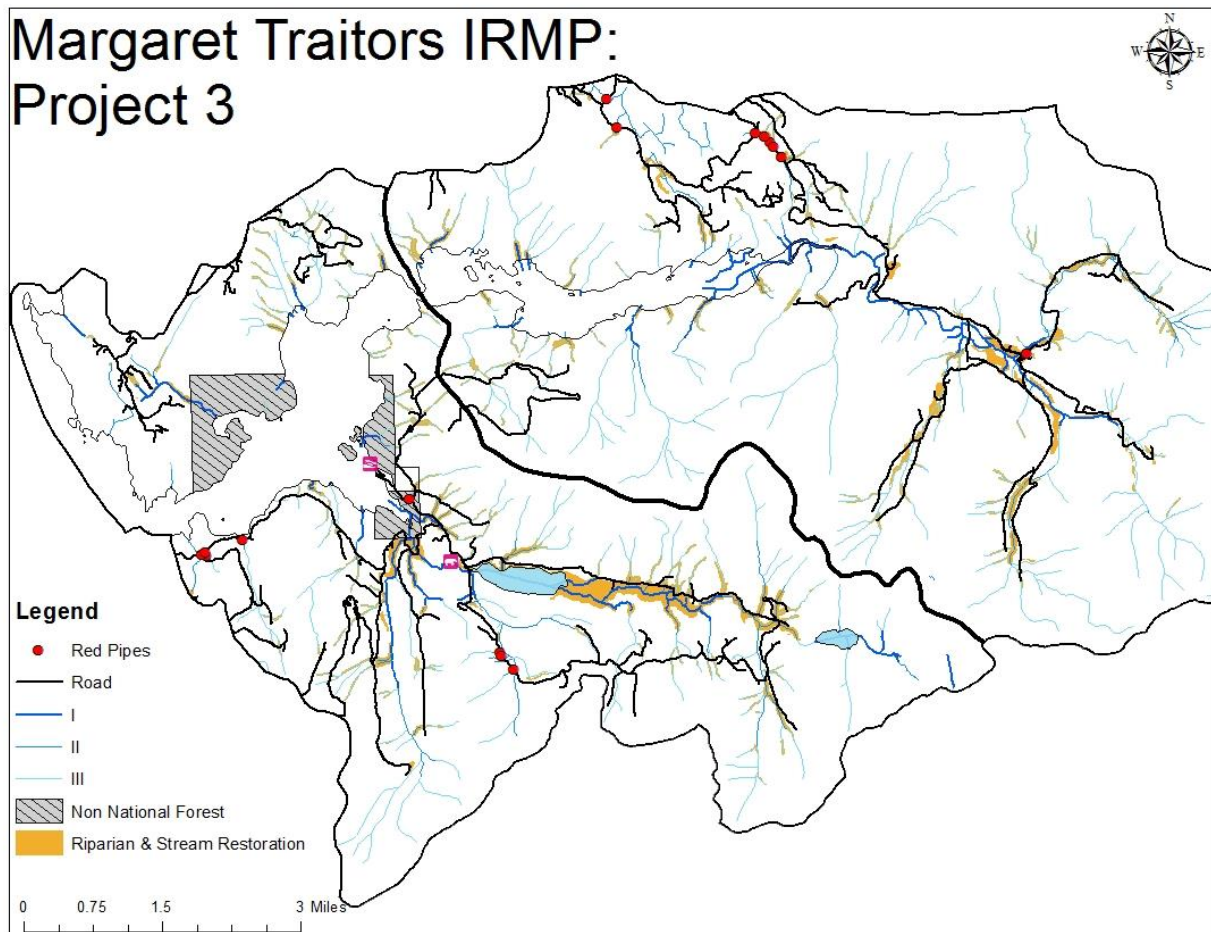 Margaret Traitors IRMP:
Project 3
N
W E
S
Legend
Red Pipes
Road
I
II
III
Non National Forest
Riparian & Stream Restoration
0 0.75 1.5 3 Miles